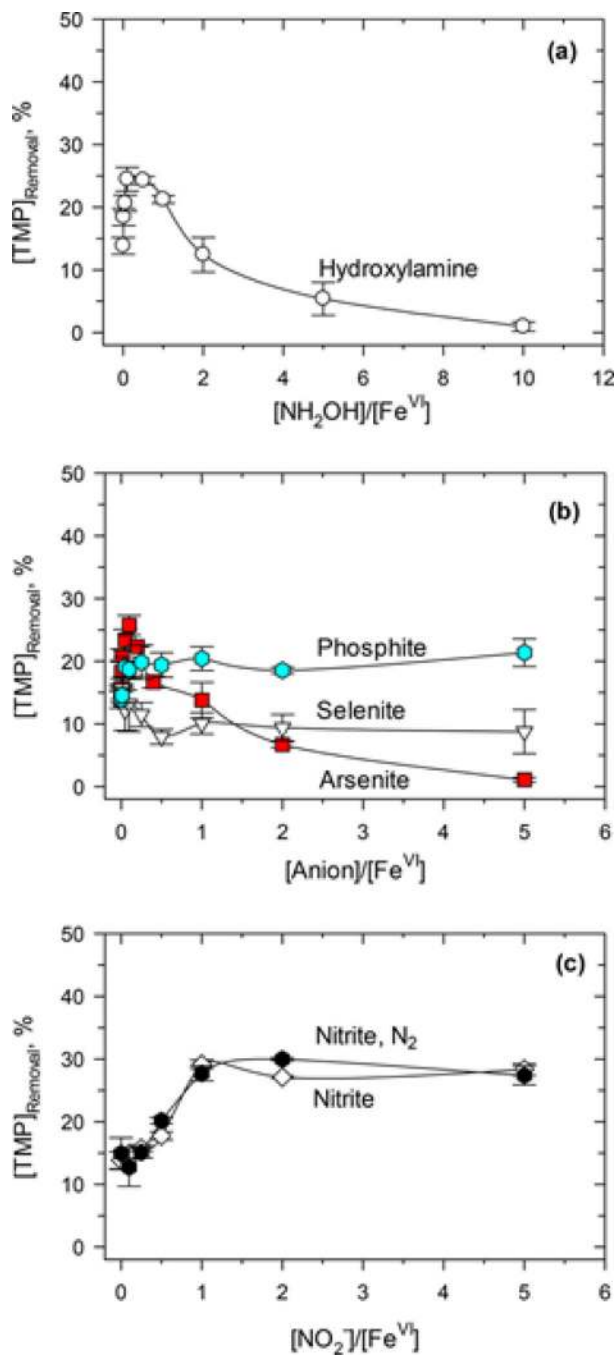 (a)
[TMP]Removal, %
50
40
30
20
10
0
Hydroxylamine
0 2 4 6 8 10 12
[NH₂OH]/[Feⱽᴵ]
(b)
[TMP]Removal, %
50
40
30
20
10
0
Phosphite
Selenite
Arsenite
0 1 2 3 4 5 6
[Anion]/[Feⱽᴵ]
(c)
[TMP]Removal, %
50
40
30
20
10
0
Nitrite, N₂
Nitrite
0 1 2 3 4 5 6
[NO₂⁻]/[Feⱽᴵ]